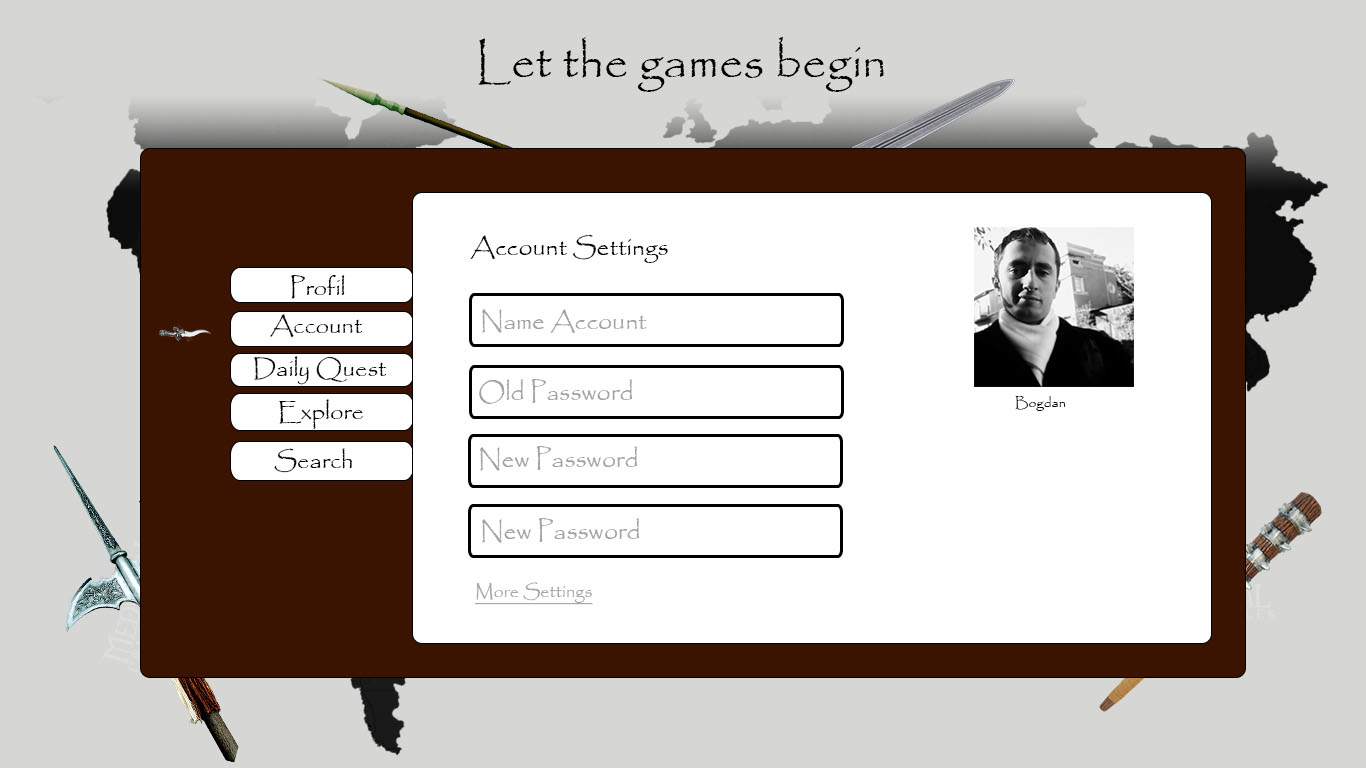 Let the games begin
Profil
Account
Daily Quest
Explore
Search
Account Settings
Name Account
Old Password
New Password
New Password
More Settings
Bogdan